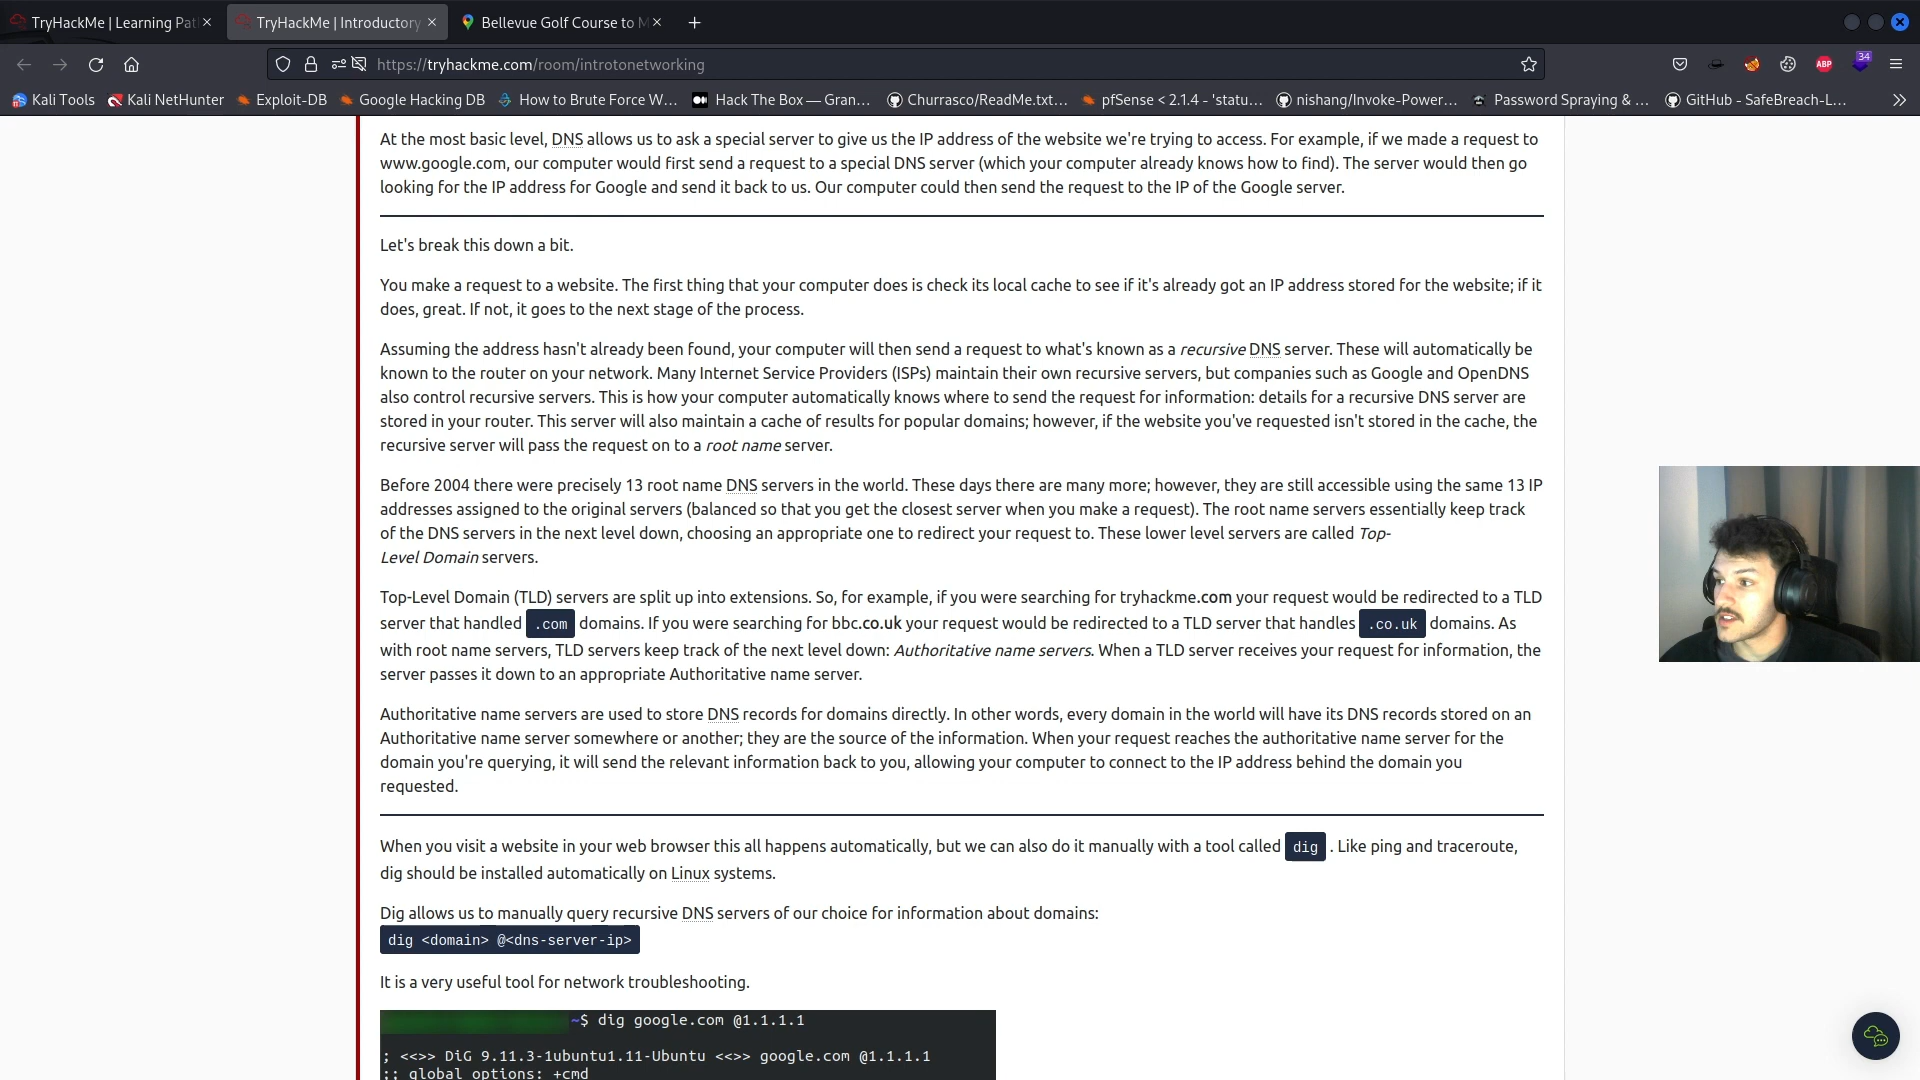 TryHackMe | Learning Pat
TryHackMe | Introductory
Bellevue Golf Course to M
https://tryhackme.com/room/introtonetworking
ABP
34
Kali Tools
Kali NetHunter
Exploit-DB
Google Hacking DB
How to Brute Force W...
Hack The Box — Gran...
Churrasco/ReadMe.txt...
pfSense < 2.1.4 - 'statu...
nishang/Invoke-Power...
Password Spraying & ...
GitHub - SafeBreach-L...
At the most basic level, DNS allows us to ask a special server to give us the IP address of the website we're trying to access. For example, if we made a request to
www.google.com, our computer would first send a request to a special DNS server (which your computer already knows how to find). The server would then go
looking for the IP address for Google and send it back to us. Our computer could then send the request to the IP of the Google server.
Let's break this down a bit.
You make a request to a website. The first thing that your computer does is check its local cache to see if it's already got an IP address stored for the website; if it
does, great. If not, it goes to the next stage of the process.
Assuming the address hasn't already been found, your computer will then send a request to what's known as a recursive DNS server. These will automatically be
known to the router on your network. Many Internet Service Providers (ISPs) maintain their own recursive servers, but companies such as Google and OpenDNS
also control recursive servers. This is how your computer automatically knows where to send the request for information: details for a recursive DNS server are
stored in your router. This server will also maintain a cache of results for popular domains; however, if the website you've requested isn't stored in the cache, the
recursive server will pass the request on to a root name server.
Before 2004 there were precisely 13 root name DNS servers in the world. These days there are many more; however, they are still accessible using the same 13 IP
addresses assigned to the original servers (balanced so that you get the closest server when you make a request). The root name servers essentially keep track
of the DNS servers in the next level down, choosing an appropriate one to redirect your request to. These lower level servers are called Top-
Level Domain servers.
Top-Level Domain (TLD) servers are split up into extensions. So, for example, if you were searching for tryhackme.com your request would be redirected to a TLD
server that handled .com domains. If you were searching for bbc.co.uk your request would be redirected to a TLD server that handles .co.uk domains. As
with root name servers, TLD servers keep track of the next level down: Authoritative name servers. When a TLD server receives your request for information, the
server passes it down to an appropriate Authoritative name server.
Authoritative name servers are used to store DNS records for domains directly. In other words, every domain in the world will have its DNS records stored on an
Authoritative name server somewhere or another; they are the source of the information. When your request reaches the authoritative name server for the
domain you're querying, it will send the relevant information back to you, allowing your computer to connect to the IP address behind the domain you
requested.
When you visit a website in your web browser this all happens automatically, but we can also do it manually with a tool called dig . Like ping and traceroute,
dig should be installed automatically on Linux systems.
Dig allows us to manually query recursive DNS servers of our choice for information about domains:
dig <domain> @<dns-server-ip>
It is a very useful tool for network troubleshooting.
~$ dig google.com @1.1.1.1
; <<>> DiG 9.11.3-1ubuntu1.11-Ubuntu <<>> google.com @1.1.1.1
;; global options: +cmd